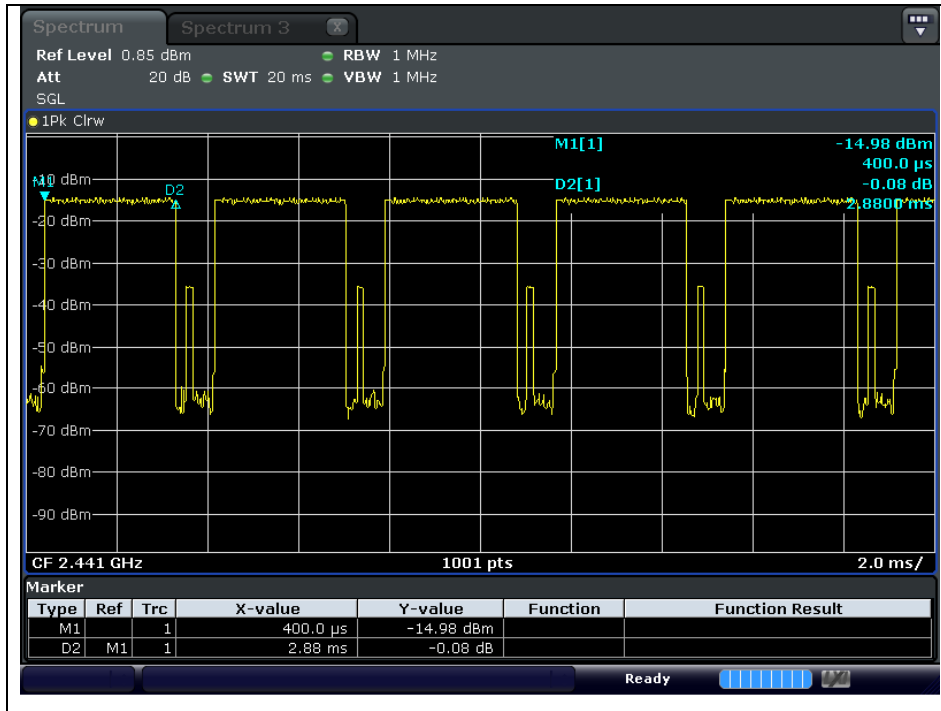 Spectrum Spectrum 3 X
Ref Level 0.85 dBm RBW 1 MHz
Att 20 dB SWT 20 ms VBW 1 MHz
SGL
1Pk Clrw
M1[1] -14.98 dBm
400.0 µs
D2[1] -0.08 dB
2.8800 ms
M1
D2
-10 dBm
-20 dBm
-30 dBm
-40 dBm
-50 dBm
-60 dBm
-70 dBm
-80 dBm
-90 dBm
CF 2.441 GHz 1001 pts 2.0 ms/
Marker
Type Ref Trc X-value Y-value Function Function Result
M1 1 400.0 µs -14.98 dBm
D2 M1 1 2.88 ms -0.08 dB
Ready